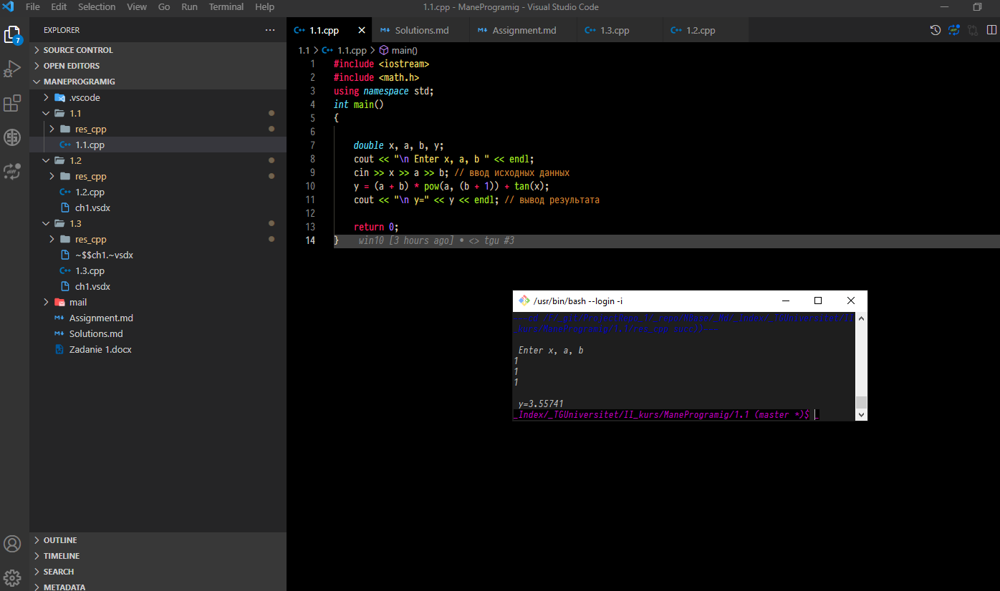 File Edit Selection View Go Run Terminal Help
1.1.cpp - ManeProgramig - Visual Studio Code
7
EXPLORER
SOURCE CONTROL
OPEN EDITORS
MANEPROGRAMIG
.vscode
1.1
res_cpp
1.1.cpp
1.2
res_cpp
1.2.cpp
ch1.vsdx
1.3
res_cpp
~$$ch1.~vsdx
1.3.cpp
ch1.vsdx
mail
Assignment.md
Solutions.md
Zadanie 1.docx
OUTLINE
TIMELINE
SEARCH
METADATA
1.1.cpp Solutions.md Assignment.md 1.3.cpp 1.2.cpp
1.1 > 1.1.cpp > main()
1 #include <iostream>
2 #include <math.h>
3 using namespace std;
4 int main()
5 {
6
7 double x, a, b, y;
8 cout << "\n Enter x, a, b " << endl;
9 cin >> x >> a >> b; // ввод исходных данных
10 y = (a + b) * pow(a, (b + 1)) + tan(x);
11 cout << "\n y=" << y << endl; // вывод результата
12
13 return 0;
14 } win10 [3 hours ago] • <> tgu #3
/usr/bin/bash --login -i
_kurs/ManeProgramig/1.1/res_cpp
Enter x, a, b
1
1
1
y=3.55741
_Index/_TGUniversitet/II_kurs/ManeProgramig/1.1 (master *)$